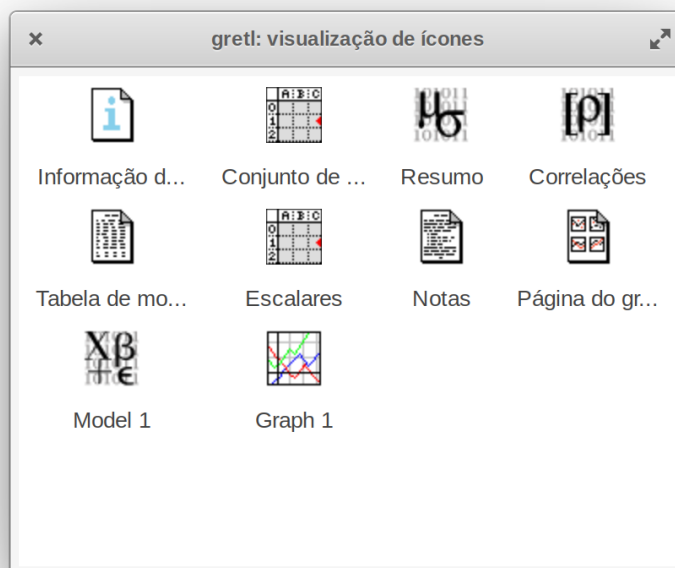 gretl: visualização de ícones
Informação d...
Conjunto de ...
Resumo
Correlações
Tabela de mo...
Escalares
Notas
Página do gr...
Model 1
Graph 1